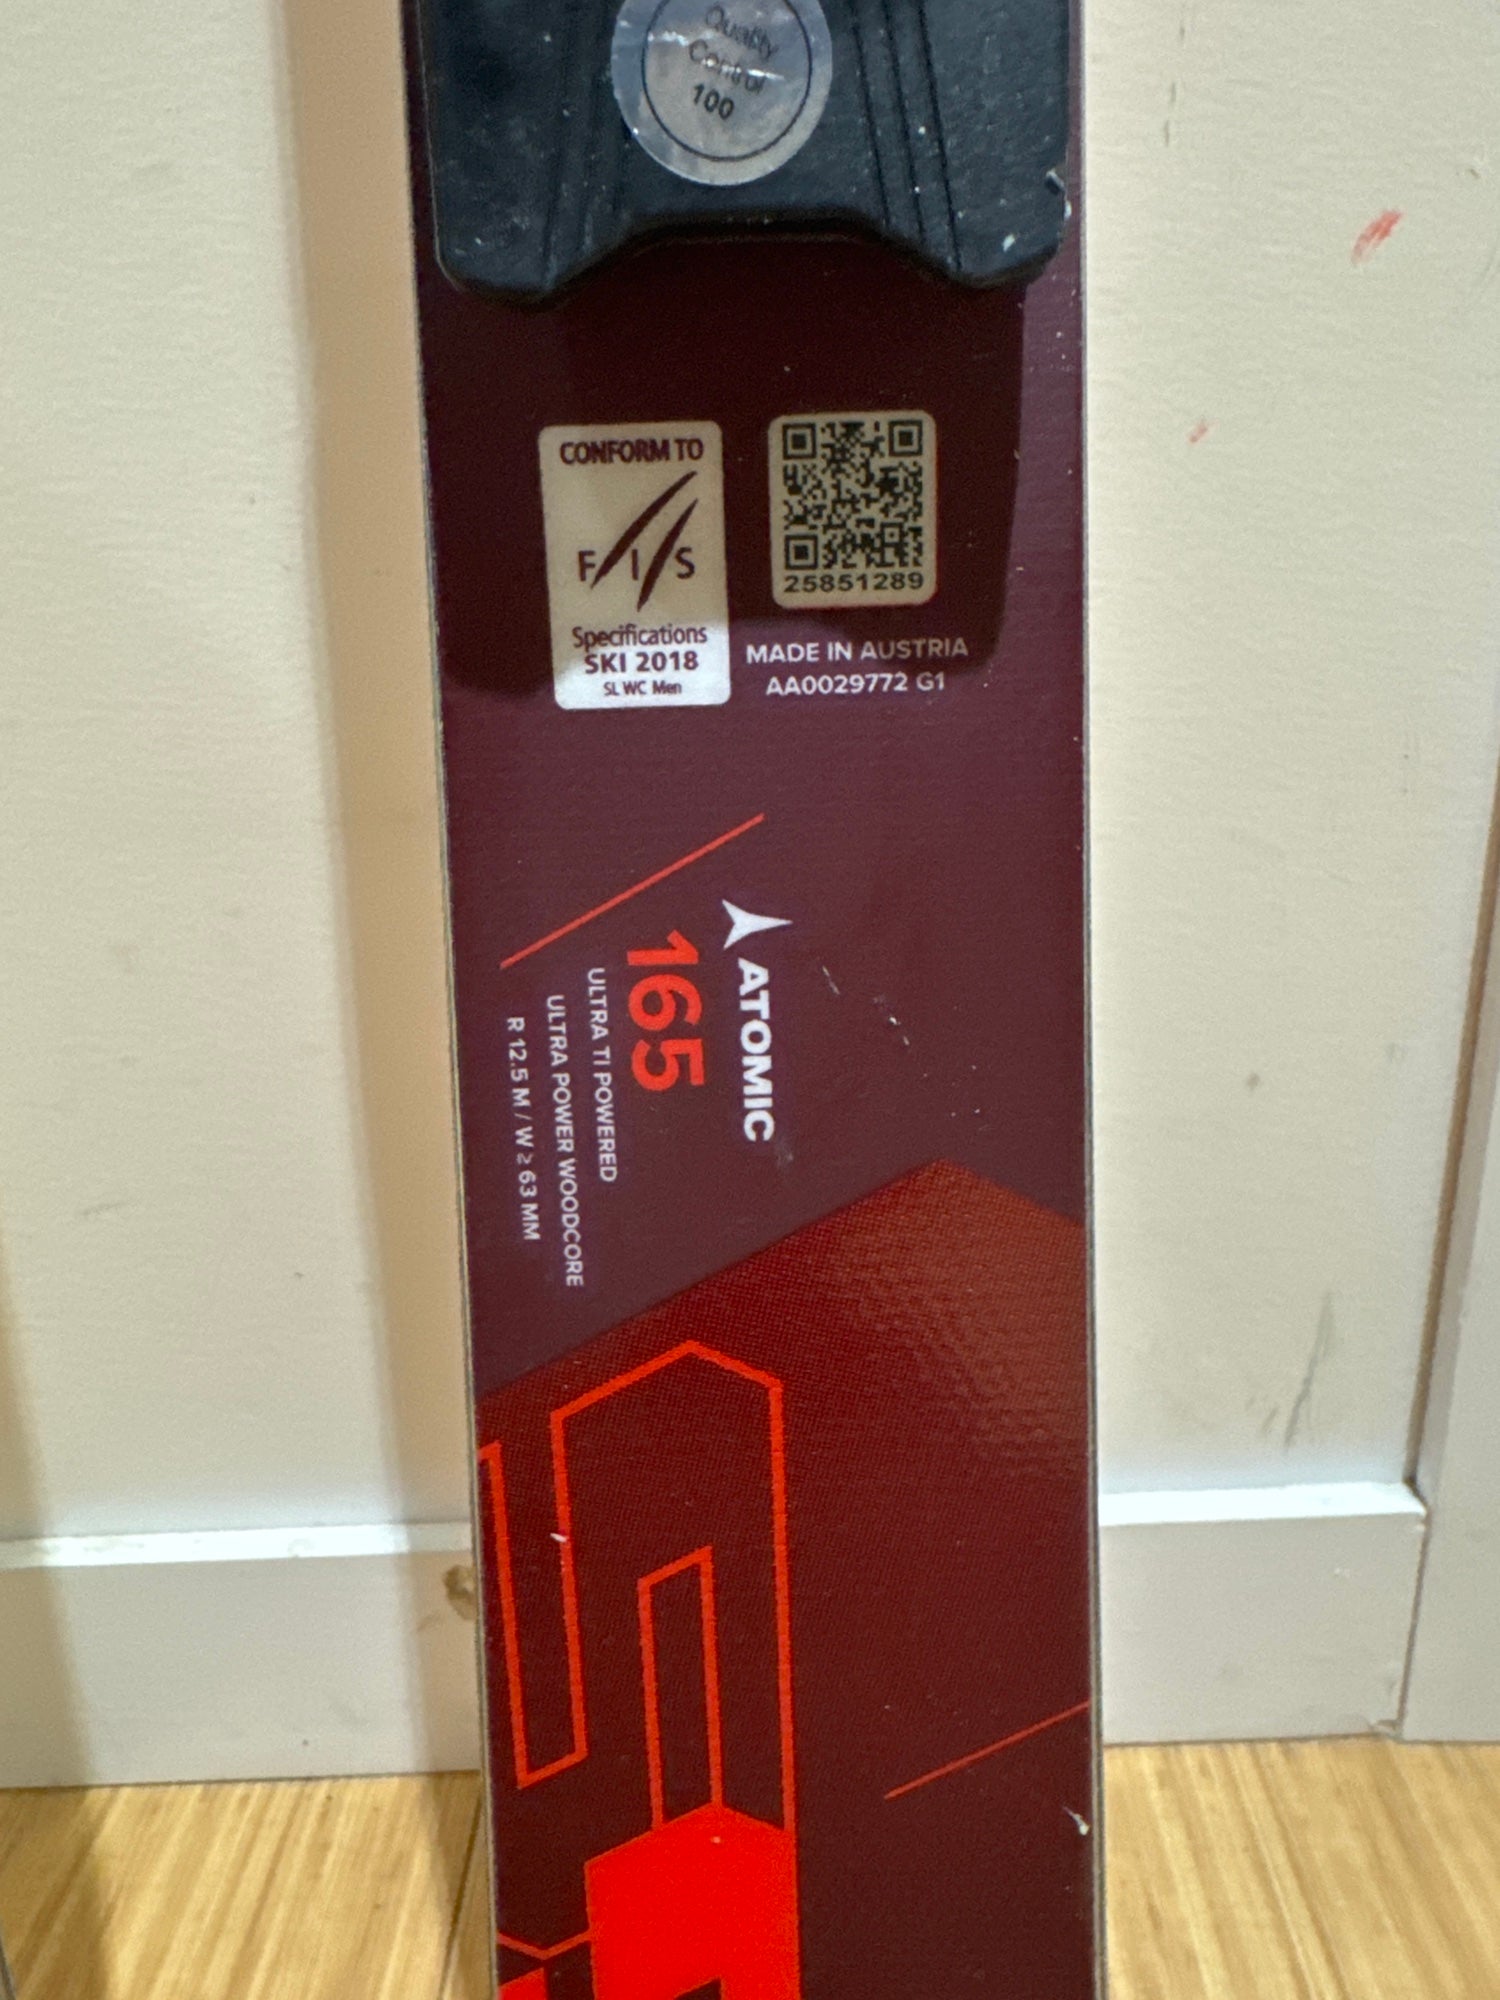 Quality
Control
100
CONFORM TO
FIS
Specifications
SKI 2018
SL WC Men
25851289
MADE IN AUSTRIA
AA0029772 G1
ATOMIC
165
ULTRA TI POWERED
ULTRA POWER WOODCORE
R 12.5 M / W ≥ 63 MM